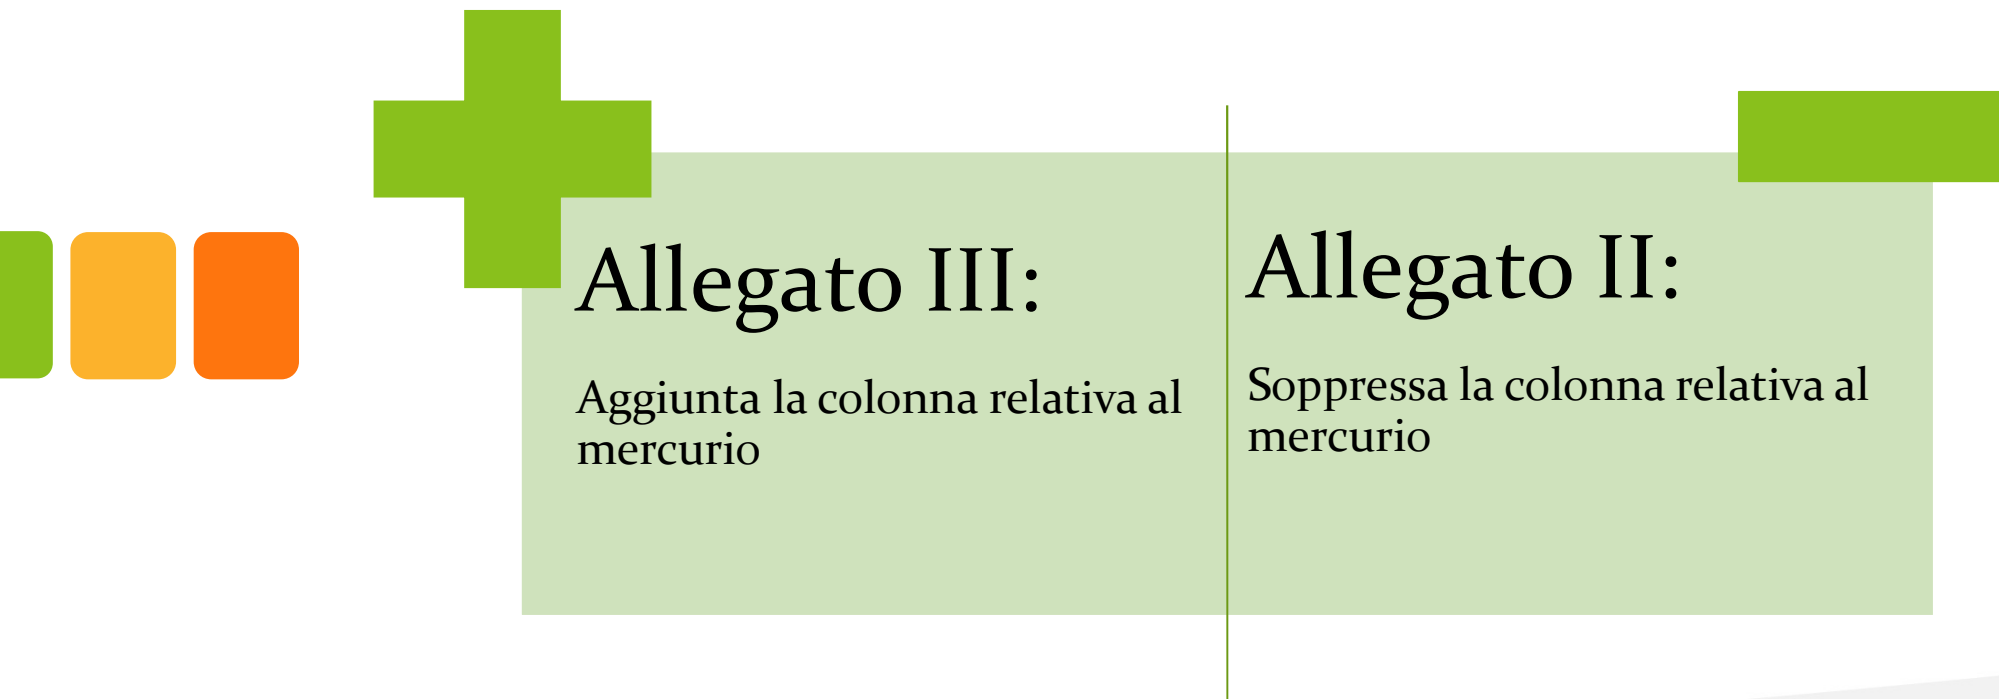 Allegato III:
Aggiunta la colonna relativa al
mercurio
Allegato II:
Soppressa la colonna relativa al
mercurio